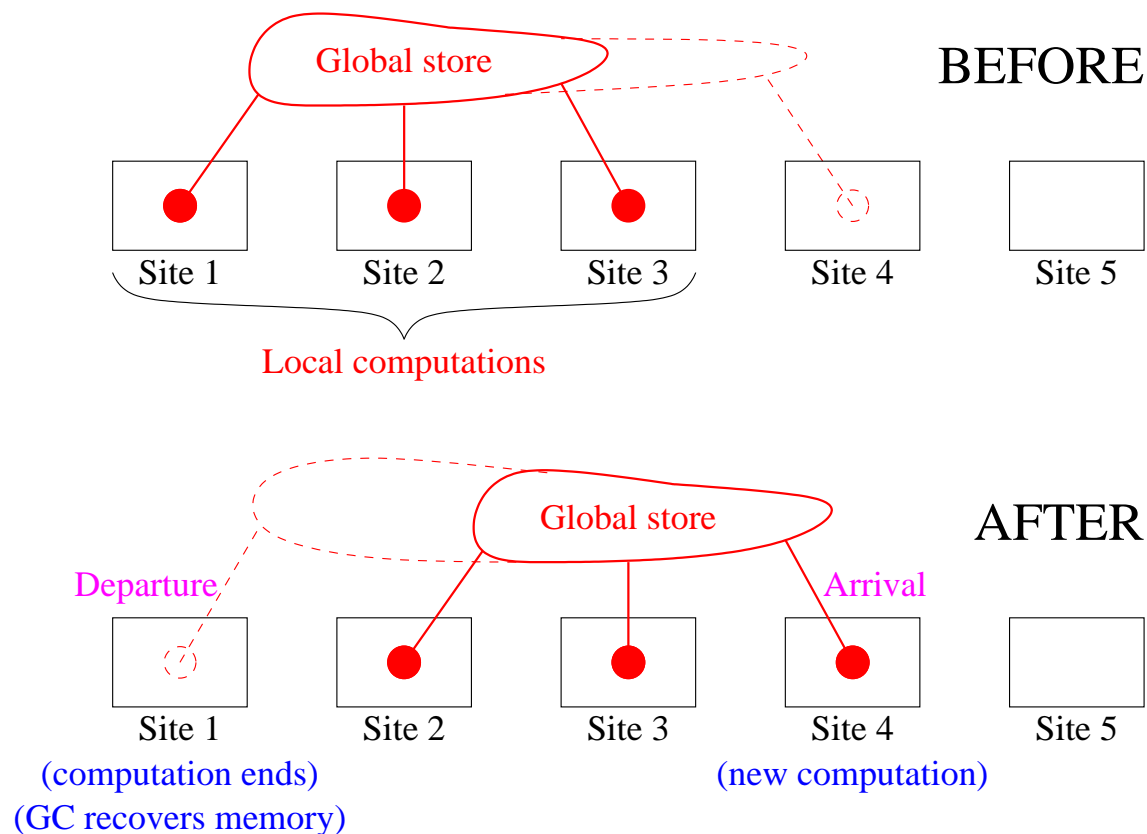 Global store
BEFORE
Site 1 Site 2 Site 3 Site 4 Site 5
Local computations
Global store
AFTER
Departure Arrival
Site 1 Site 2 Site 3 Site 4 Site 5
(computation ends) (new computation)
(GC recovers memory)